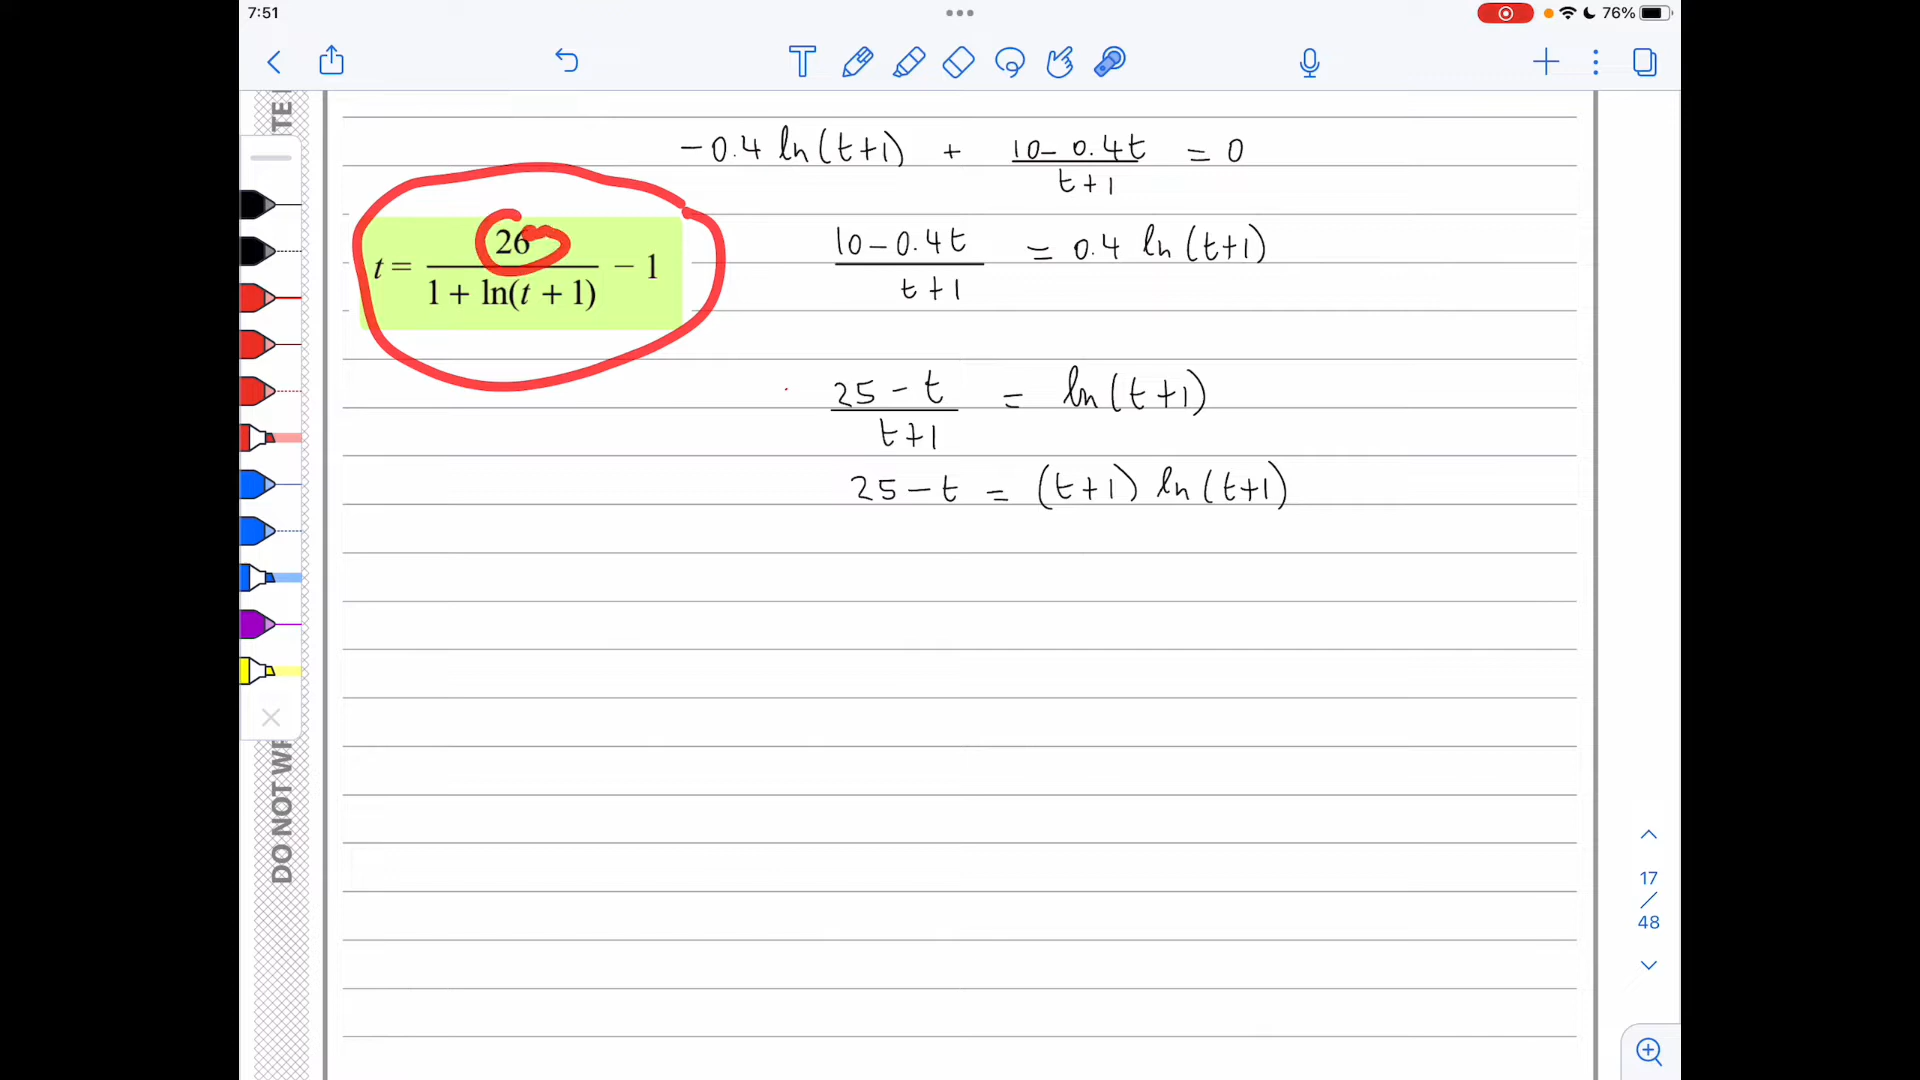 7:51
76%
TE
-0.4 ln(t+1) + (10-0.4t)/(t+1) = 0
t = 26/(1 + ln(t + 1)) − 1
(10-0.4t)/(t+1) = 0.4 ln(t+1)
(25-t)/(t+1) = ln(t+1)
25-t = (t+1) ln(t+1)
DO NOT WR
17
/
48